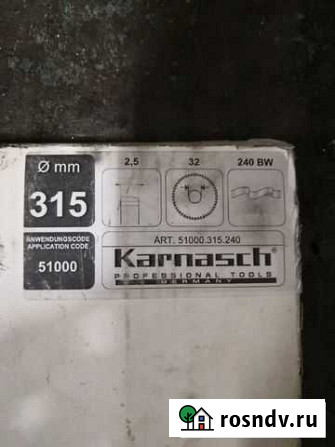 Ø mm
2,5
32
240 BW
315
ANWENDUNGSCODE
APPLICATION CODE
51000
ART. 51000.315.240
Karnasch
PROFESSIONAL TOOLS
GERMANY
rosndv.ru